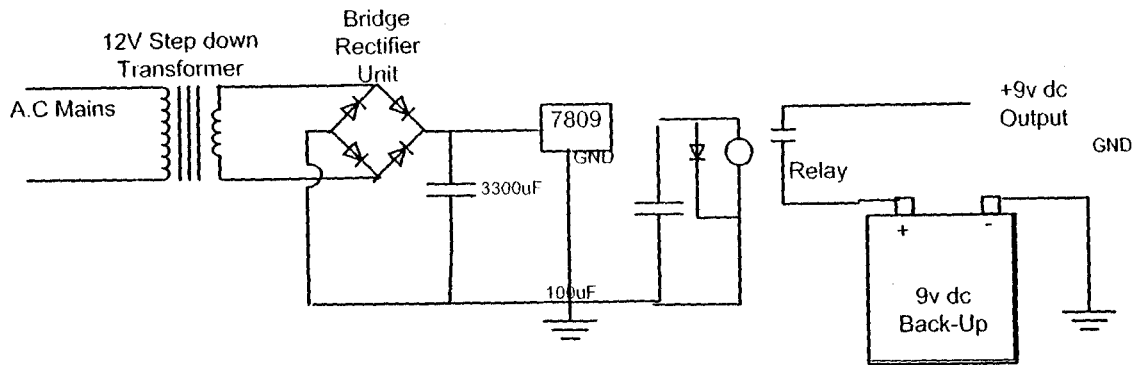 12V Step down
Transformer
Bridge
Rectifier
Unit
A.C Mains
7809
GND
3300uF
100uF
Relay
+9v dc
Output
GND
+
-
9v dc
Back-Up